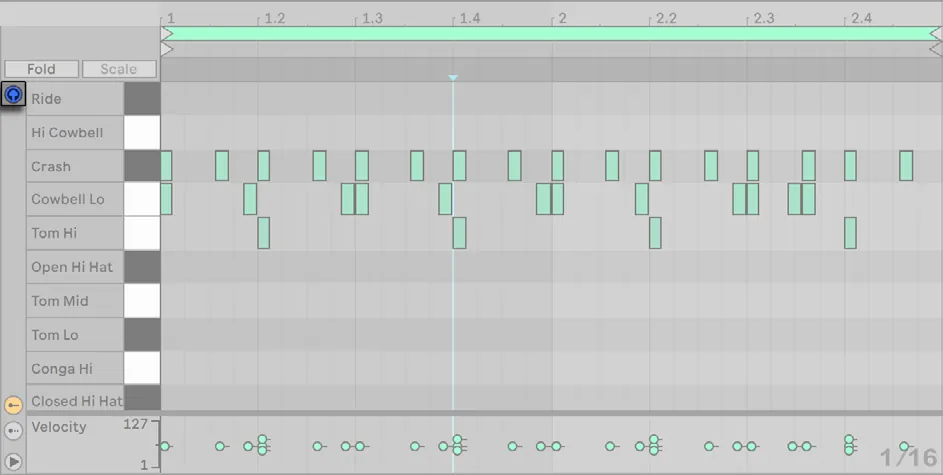 1 1.2 1.3 1.4 2 2.2 2.3 2.4
Fold Scale
Ride
Hi Cowbell
Crash
Cowbell Lo
Tom Hi
Open Hi Hat
Tom Mid
Tom Lo
Conga Hi
Closed Hi Hat
Velocity 127
1 1/16